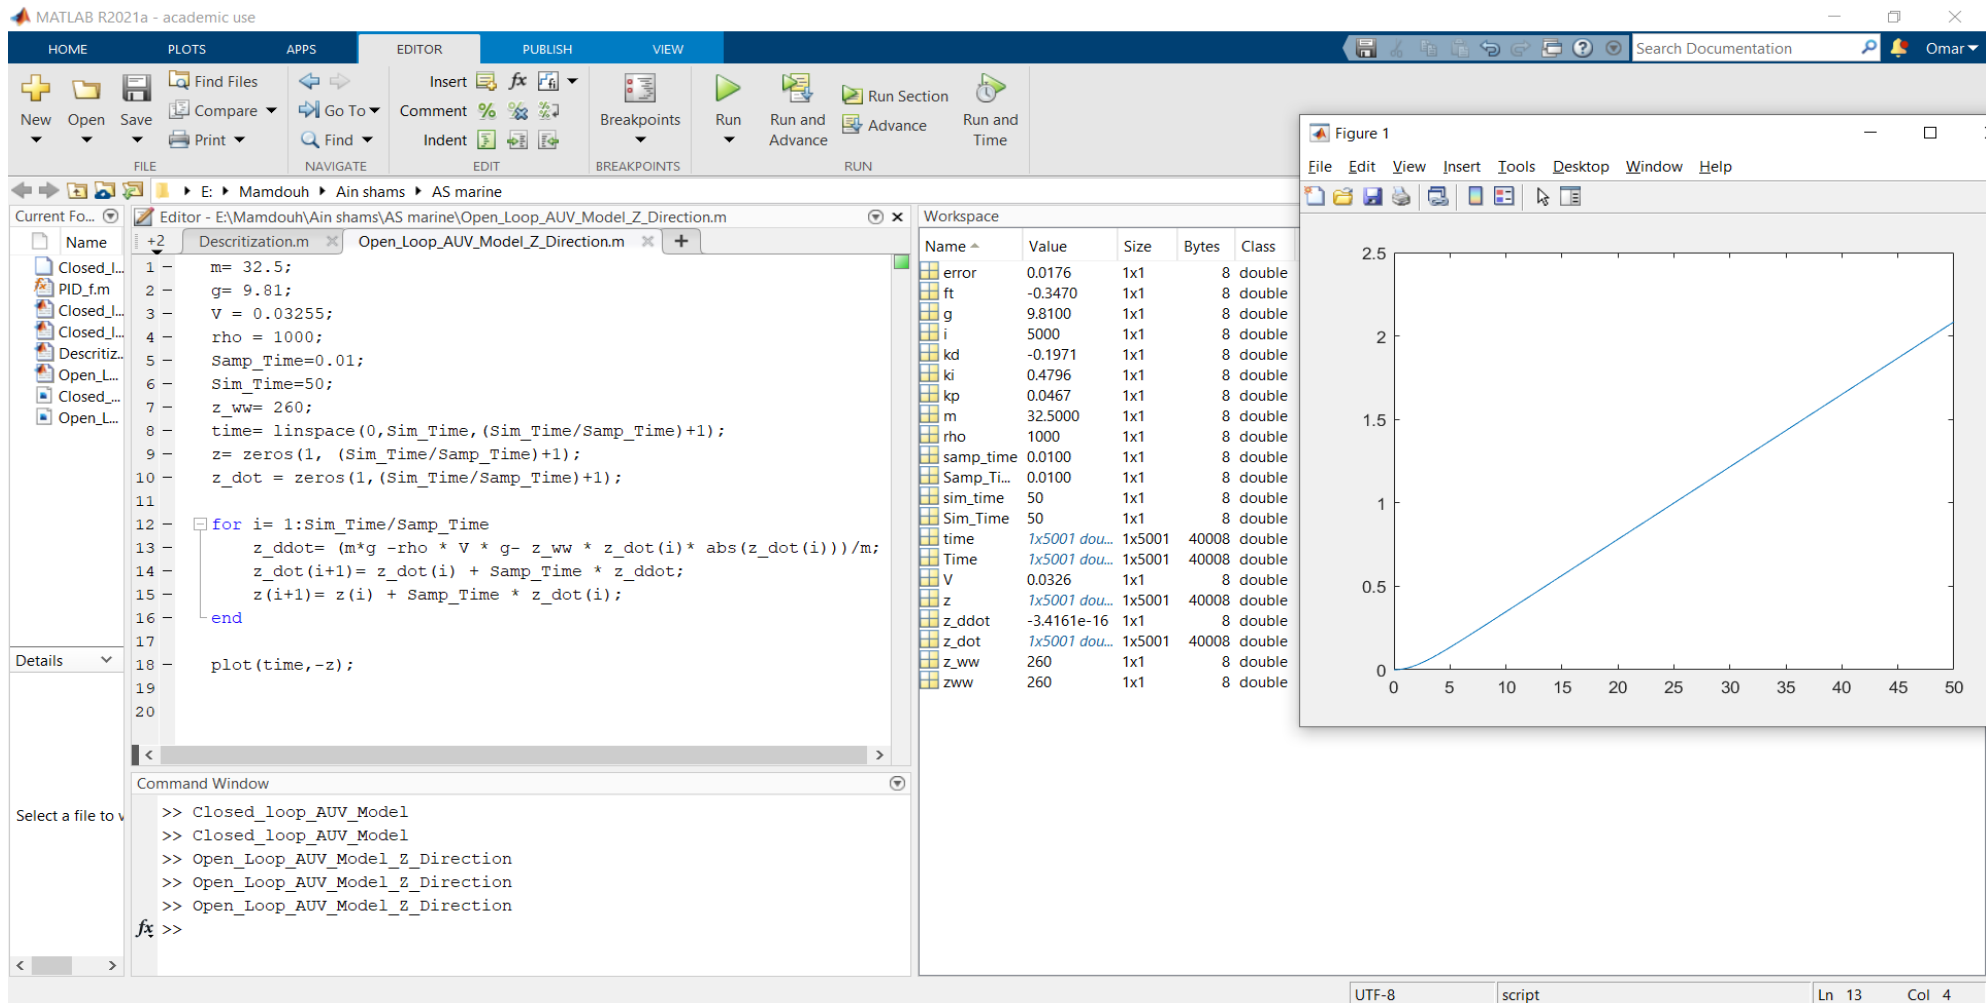 MATLAB R2021a - academic use
HOME PLOTS APPS EDITOR PUBLISH VIEW
Search Documentation
Omar
New
Open
Save
Find Files
Compare
Print
FILE
Go To
Find
NAVIGATE
Insert
Comment
Indent
EDIT
Breakpoints
BREAKPOINTS
Run
Run and
Advance
Run Section
Advance
Run and
Time
RUN
E: Mamdouh Ain shams AS marine
Current Fo...
Name
Closed_l...
PID_f.m
Closed_l...
Closed_l...
Descritiz...
Open_L...
Closed_...
Open_L...
Details
Select a file to v
Editor - E:\Mamdouh\Ain shams\AS marine\Open_Loop_AUV_Model_Z_Direction.m
+2 Descritization.m Open_Loop_AUV_Model_Z_Direction.m
1 – m= 32.5;
2 – g= 9.81;
3 – V = 0.03255;
4 – rho = 1000;
5 – Samp_Time=0.01;
6 – Sim_Time=50;
7 – z_ww= 260;
8 – time= linspace(0,Sim_Time,(Sim_Time/Samp_Time)+1);
9 – z= zeros(1, (Sim_Time/Samp_Time)+1);
10 – z_dot = zeros(1,(Sim_Time/Samp_Time)+1);
11
12 – for i= 1:Sim_Time/Samp_Time
13 – z_ddot= (m*g -rho * V * g- z_ww * z_dot(i)* abs(z_dot(i)))/m;
14 – z_dot(i+1)= z_dot(i) + Samp_Time * z_ddot;
15 – z(i+1)= z(i) + Samp_Time * z_dot(i);
16 – end
17
18 – plot(time,-z);
19
20
Command Window
>> Closed_loop_AUV_Model
>> Closed_loop_AUV_Model
>> Open_Loop_AUV_Model_Z_Direction
>> Open_Loop_AUV_Model_Z_Direction
>> Open_Loop_AUV_Model_Z_Direction
fx >>
Workspace
Name Value Size Bytes Class
error 0.0176 1x1 8 double
ft -0.3470 1x1 8 double
g 9.8100 1x1 8 double
i 5000 1x1 8 double
kd -0.1971 1x1 8 double
ki 0.4796 1x1 8 double
kp 0.0467 1x1 8 double
m 32.5000 1x1 8 double
rho 1000 1x1 8 double
samp_time 0.0100 1x1 8 double
Samp_Ti... 0.0100 1x1 8 double
sim_time 50 1x1 8 double
Sim_Time 50 1x1 8 double
time 1x5001 dou... 1x5001 40008 double
Time 1x5001 dou... 1x5001 40008 double
V 0.0326 1x1 8 double
z 1x5001 dou... 1x5001 40008 double
z_ddot -3.4161e-16 1x1 8 double
z_dot 1x5001 dou... 1x5001 40008 double
z_ww 260 1x1 8 double
zww 260 1x1 8 double
Figure 1
File Edit View Insert Tools Desktop Window Help
2.5
2
1.5
1
0.5
0
0 5 10 15 20 25 30 35 40 45 50
UTF-8 script Ln 13 Col 4